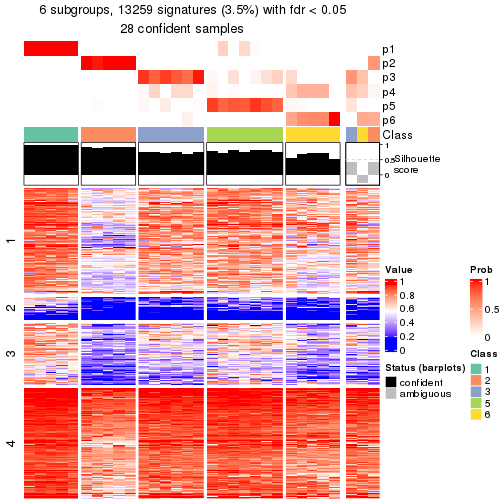 6 subgroups, 13259 signatures (3.5%) with fdr < 0.05
28 confident samples
p1
p2
p3
p4
p5
p6
Class
1
0.5
0
Silhouette
score
1
2
3
4
Value
1
0.8
0.6
0.4
0.2
0
Status (barplots)
confident
ambiguous
Prob
1
0.5
0
Class
1
2
3
5
6